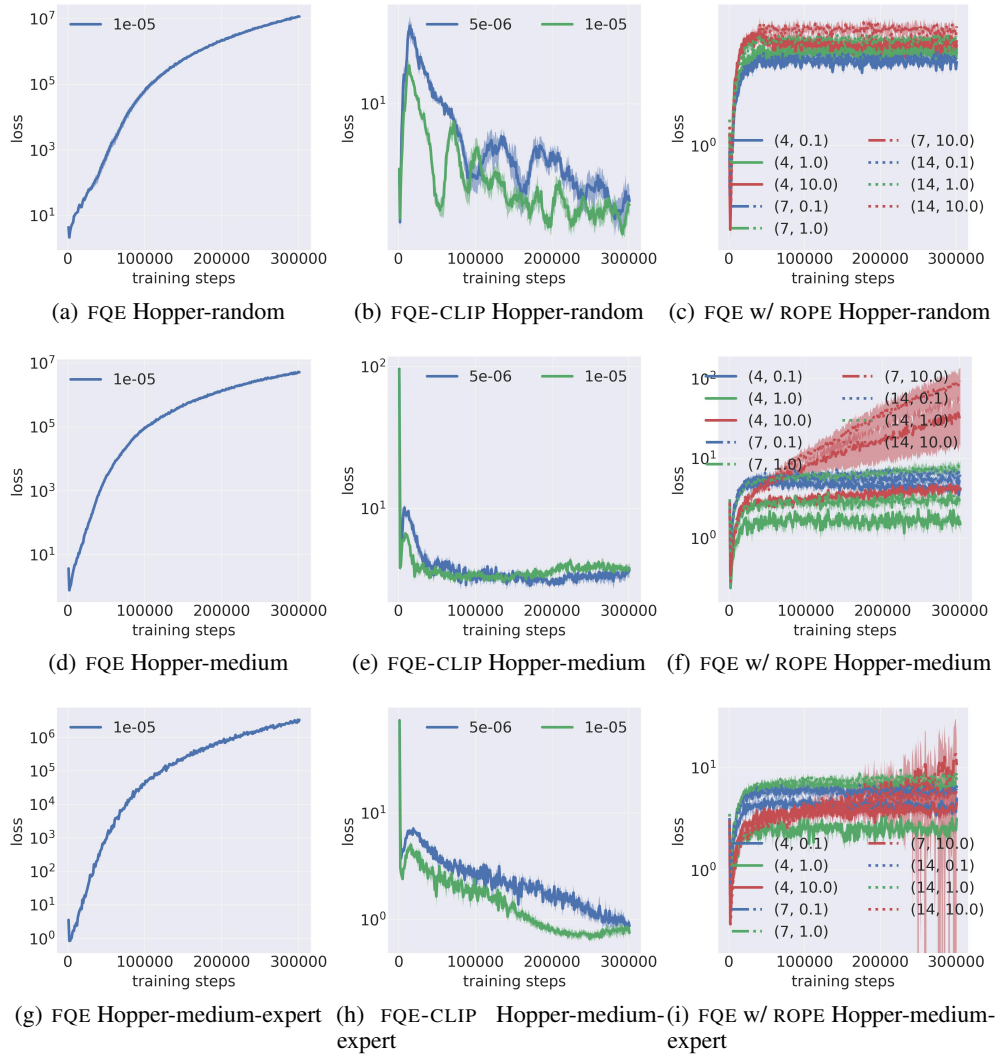 10^7
10^5
10^3
10^1
loss
1e-05
0 100000 200000 300000
training steps
(a) FQE Hopper-random
10^1
loss
5e-06 1e-05
0 100000 200000 300000
training steps
(b) FQE-CLIP Hopper-random
10^0
loss
(4, 0.1) (7, 10.0)
(4, 1.0) (14, 0.1)
(4, 10.0) (14, 1.0)
(7, 0.1) (14, 10.0)
(7, 1.0)
0 100000 200000 300000
training steps
(c) FQE W/ ROPE Hopper-random
10^7
10^5
10^3
10^1
loss
1e-05
0 100000 200000 300000
training steps
(d) FQE Hopper-medium
10^2
10^1
loss
5e-06 1e-05
0 100000 200000 300000
training steps
(e) FQE-CLIP Hopper-medium
10^2
10^1
10^0
loss
(4, 0.1) (7, 10.0)
(4, 1.0) (14, 0.1)
(4, 10.0) (14, 1.0)
(7, 0.1) (14, 10.0)
(7, 1.0)
0 100000 200000 300000
training steps
(f) FQE W/ ROPE Hopper-medium
10^6
10^5
10^4
10^3
10^2
10^1
10^0
loss
1e-05
0 100000 200000 300000
training steps
(g) FQE Hopper-medium-expert
10^1
10^0
loss
5e-06 1e-05
0 100000 200000 300000
training steps
(h) FQE-CLIP Hopper-medium-
expert
10^1
10^0
loss
(4, 0.1) (7, 10.0)
(4, 1.0) (14, 0.1)
(4, 10.0) (14, 1.0)
(7, 0.1) (14, 10.0)
(7, 1.0)
0 100000 200000 300000
training steps
(i) FQE W/ ROPE Hopper-medium-
expert